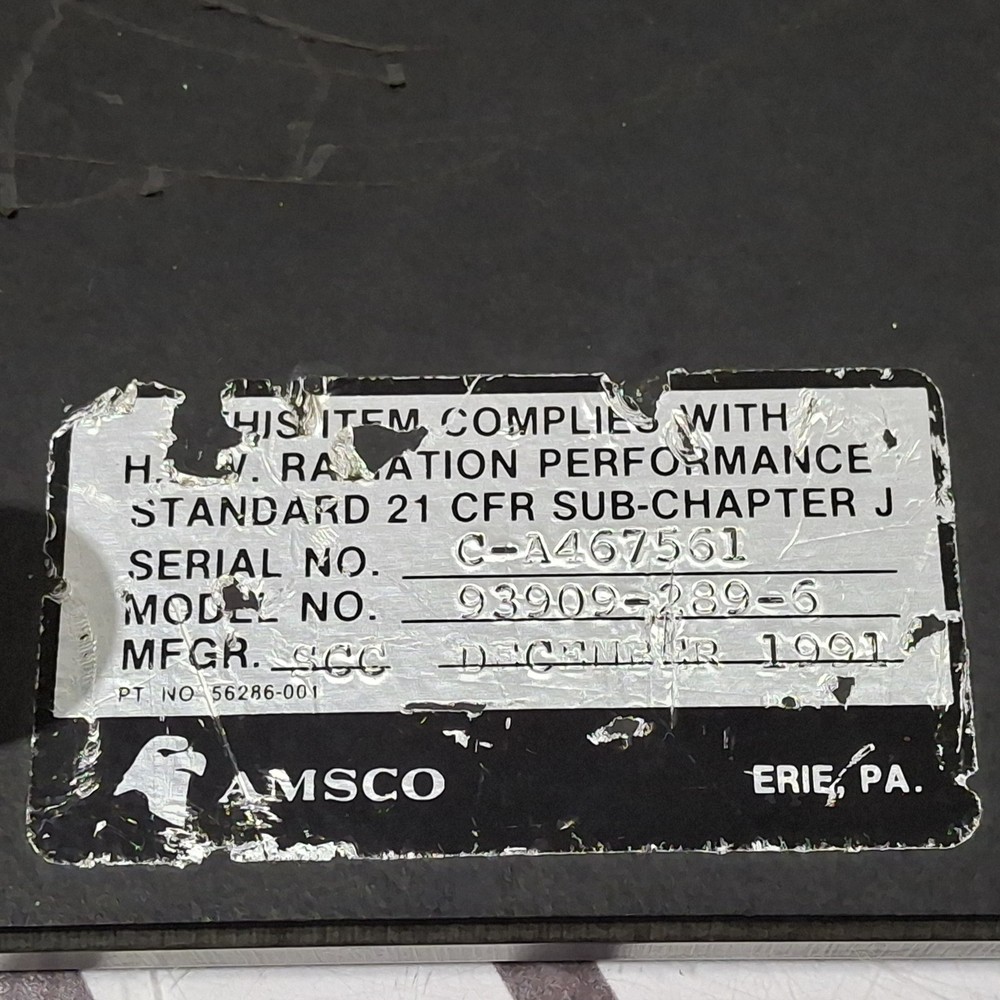 THIS ITEM COMPLIES WITH
H.E.W. RADIATION PERFORMANCE
STANDARD 21 CFR SUB-CHAPTER J
SERIAL NO. C-A467561
MODEL NO. 93909-289-6
MFGR. SCC DECEMBER 1991
PT NO 56286-001
AMSCO ERIE, PA.